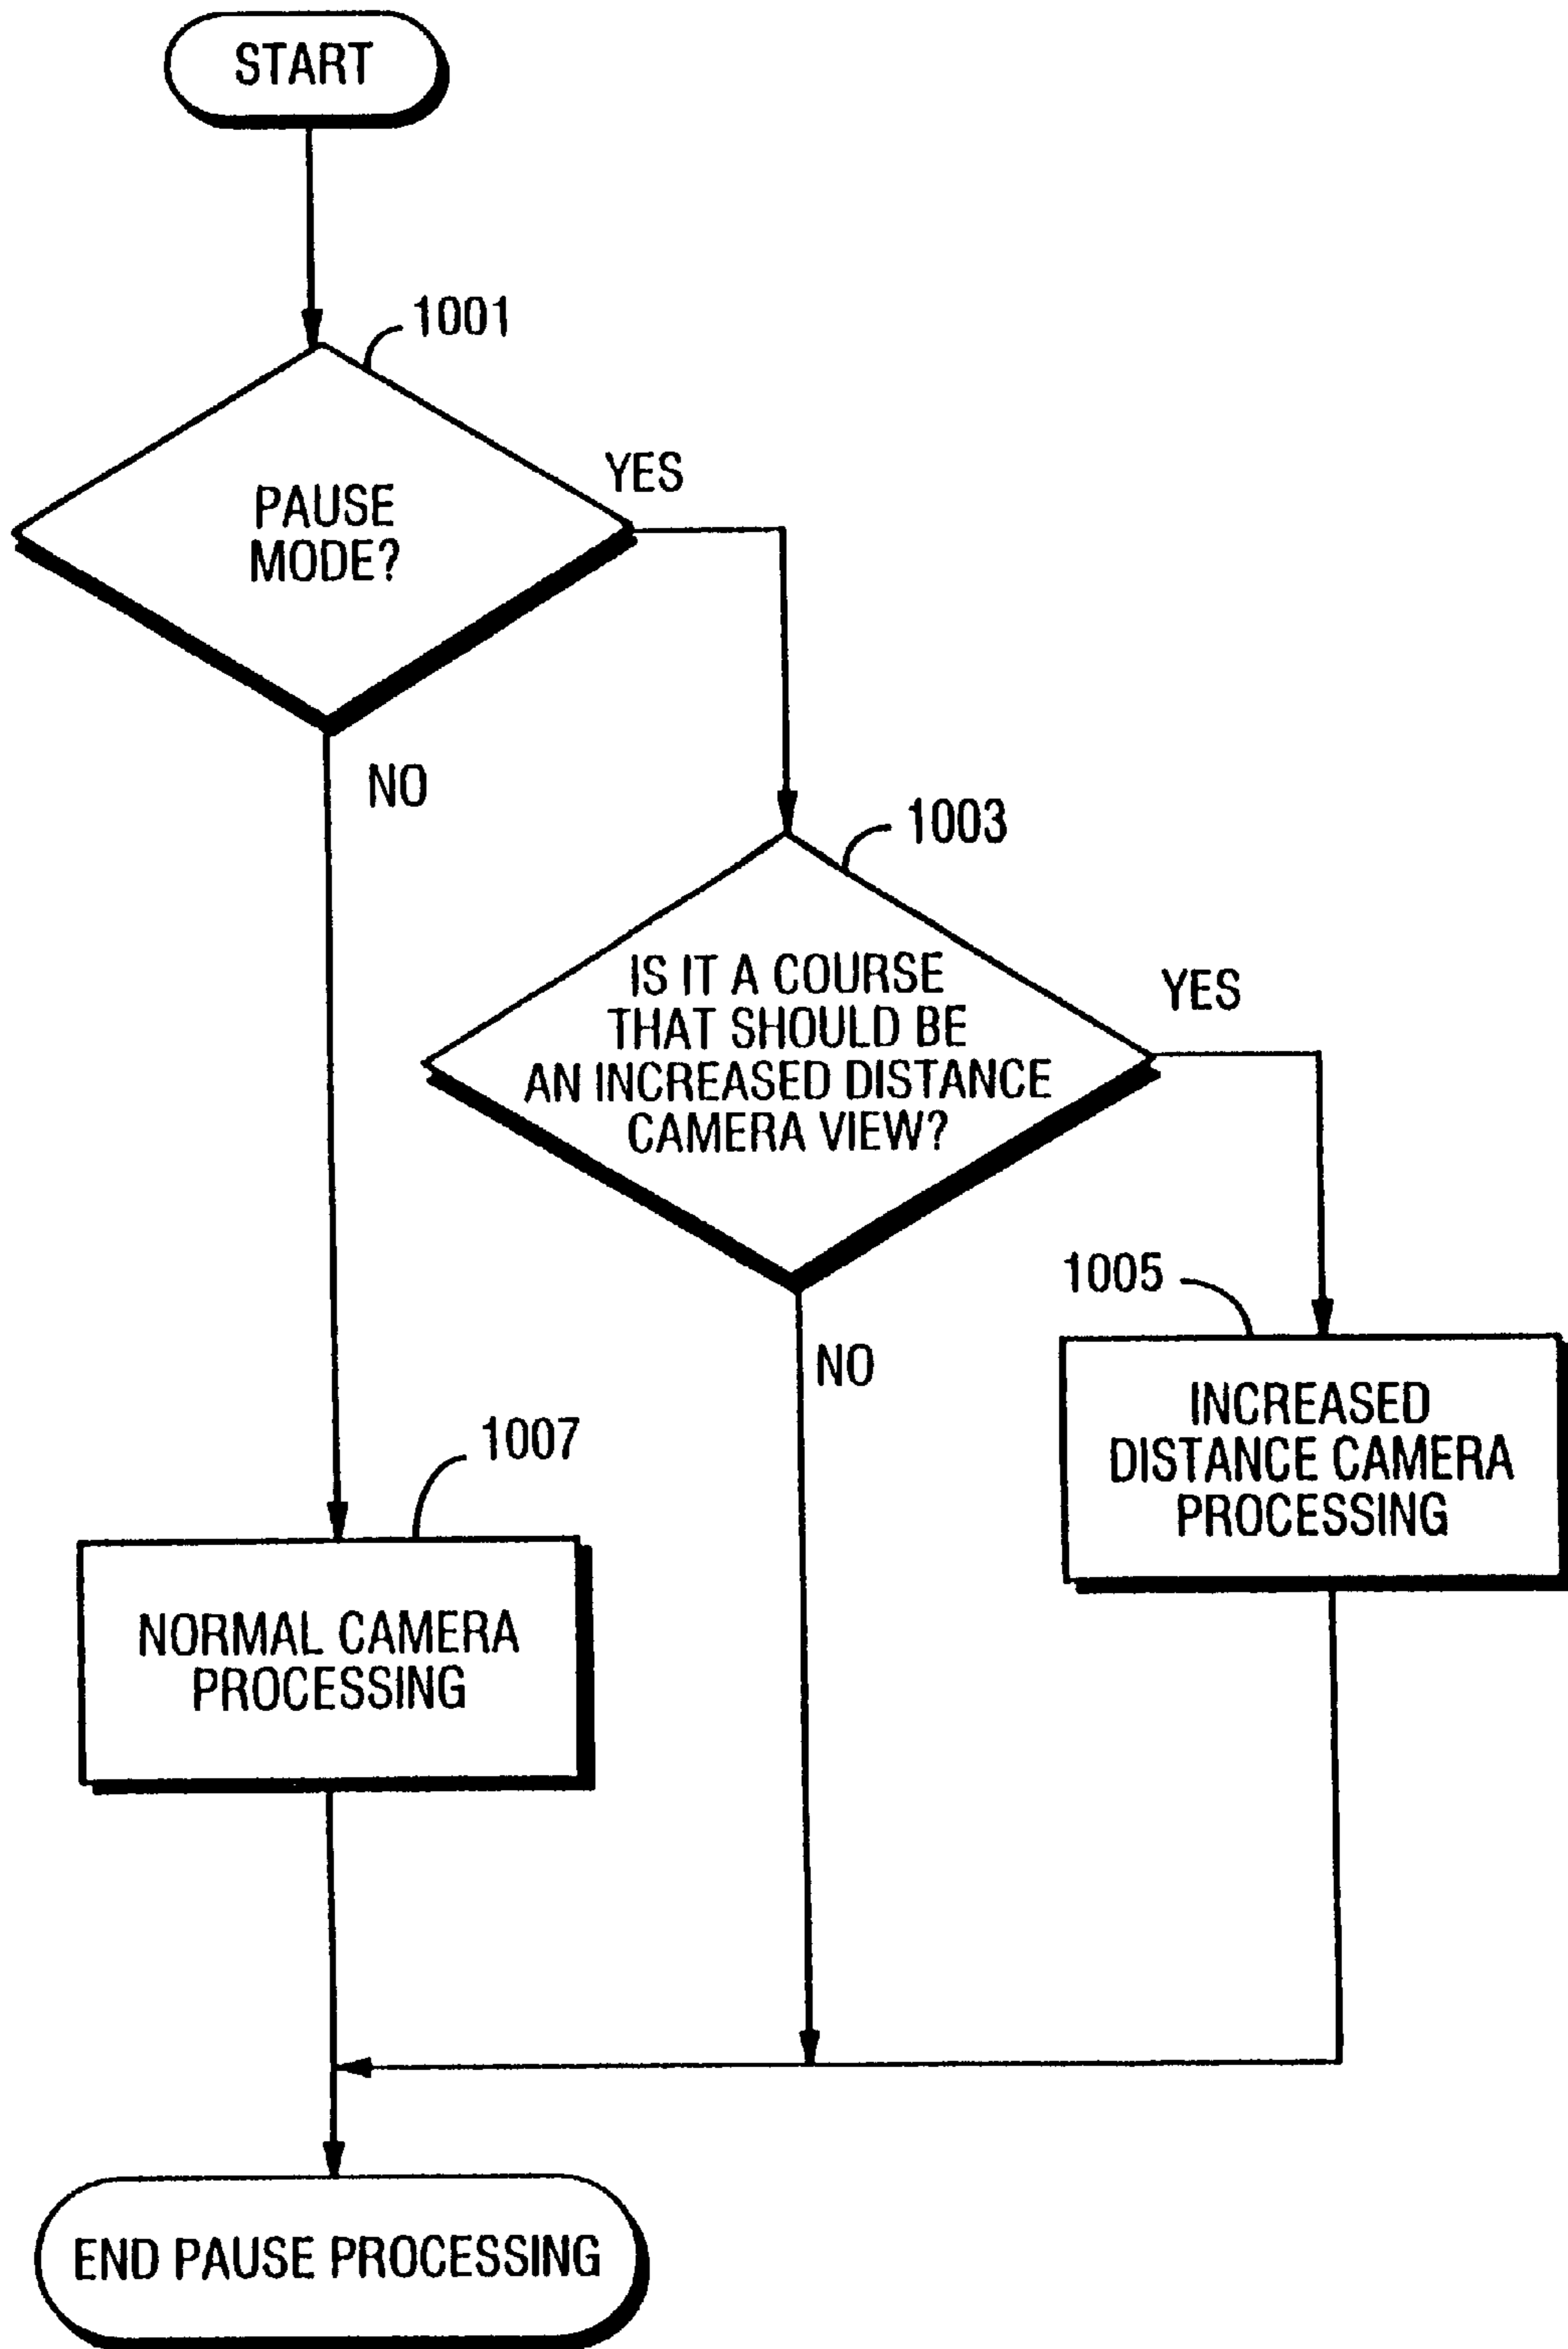 START
1001
YES
PAUSE
MODE?
NO
1003
IS IT A COURSE
THAT SHOULD BE
AN INCREASED DISTANCE
CAMERA VIEW?
YES
1005
NO
INCREASED
DISTANCE CAMERA
PROCESSING
1007
NORMAL CAMERA
PROCESSING
END PAUSE PROCESSING